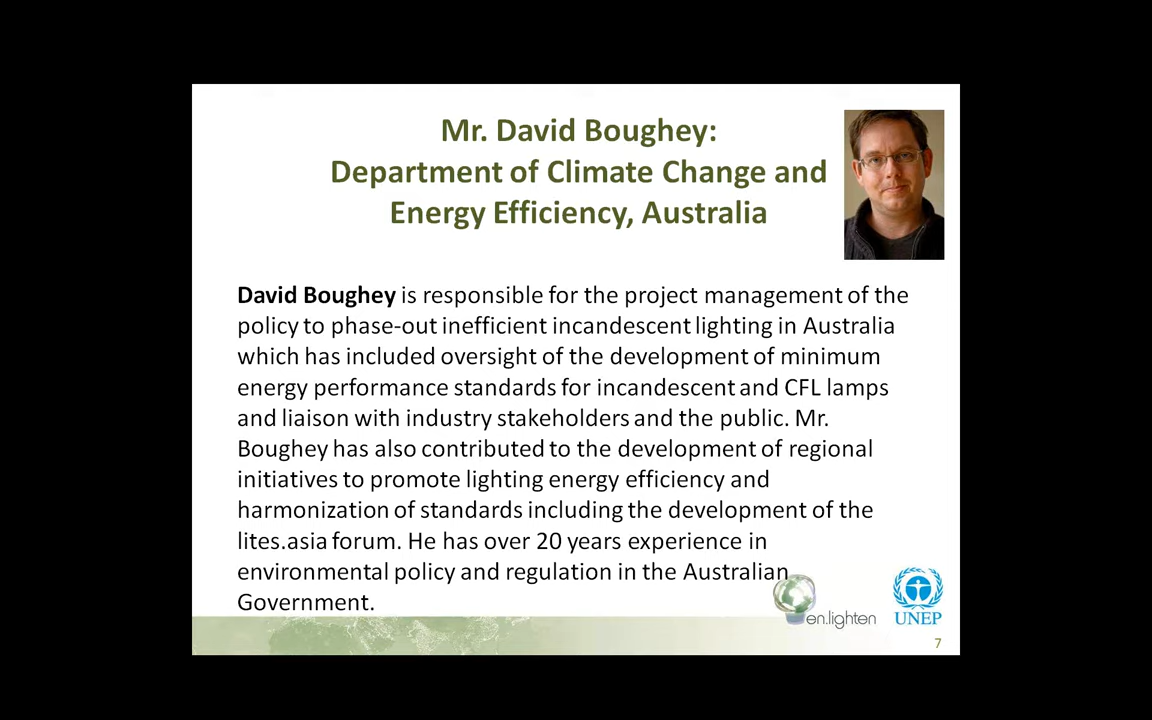 Mr. David Boughey:
Department of Climate Change and
Energy Efficiency, Australia
David Boughey is responsible for the project management of the
policy to phase-out inefficient incandescent lighting in Australia
which has included oversight of the development of minimum
energy performance standards for incandescent and CFL lamps
and liaison with industry stakeholders and the public. Mr.
Boughey has also contributed to the development of regional
initiatives to promote lighting energy efficiency and
harmonization of standards including the development of the
lites.asia forum. He has over 20 years experience in
environmental policy and regulation in the Australian
Government.
en.lighten
UNEP
7